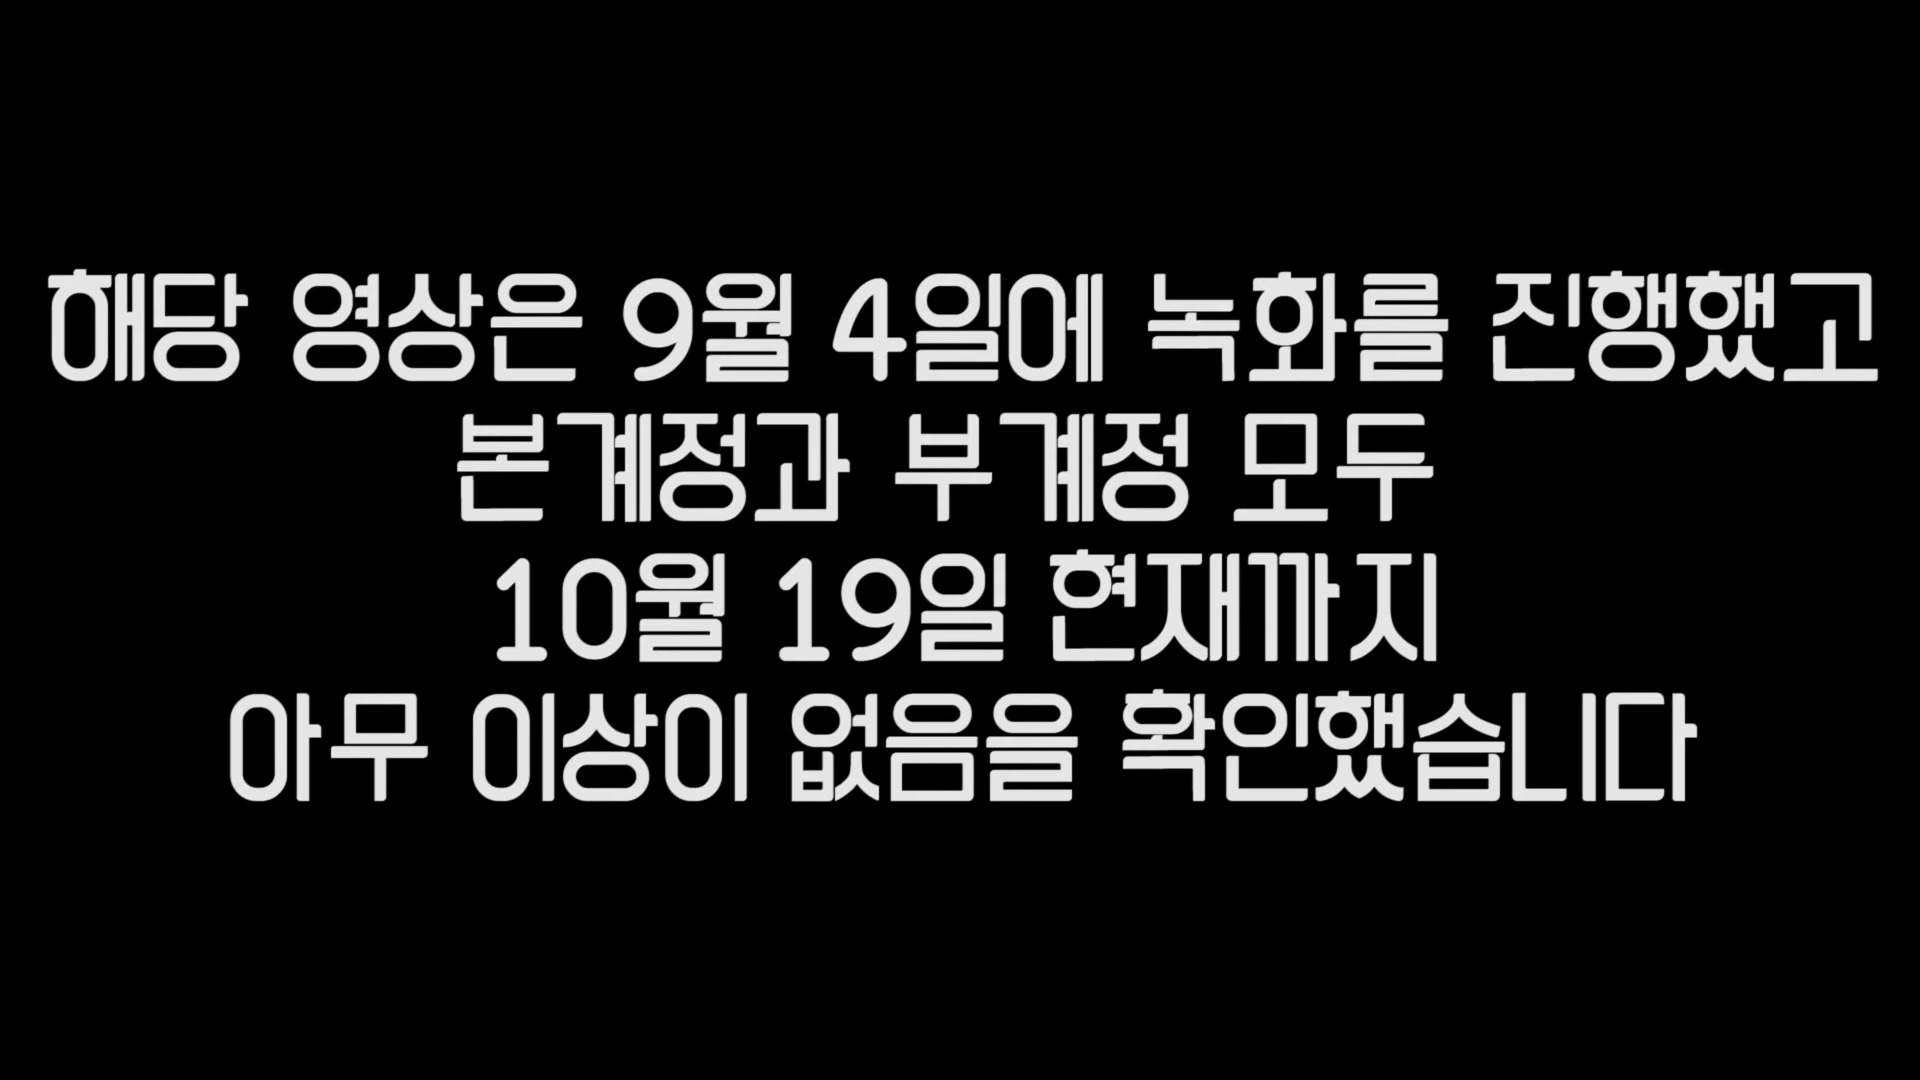 해당 영상은 9월 4일에 녹화를 진행했고
본계정과 부계정 모두
10월 19일 현재까지
아무 이상이 없음을 확인했습니다